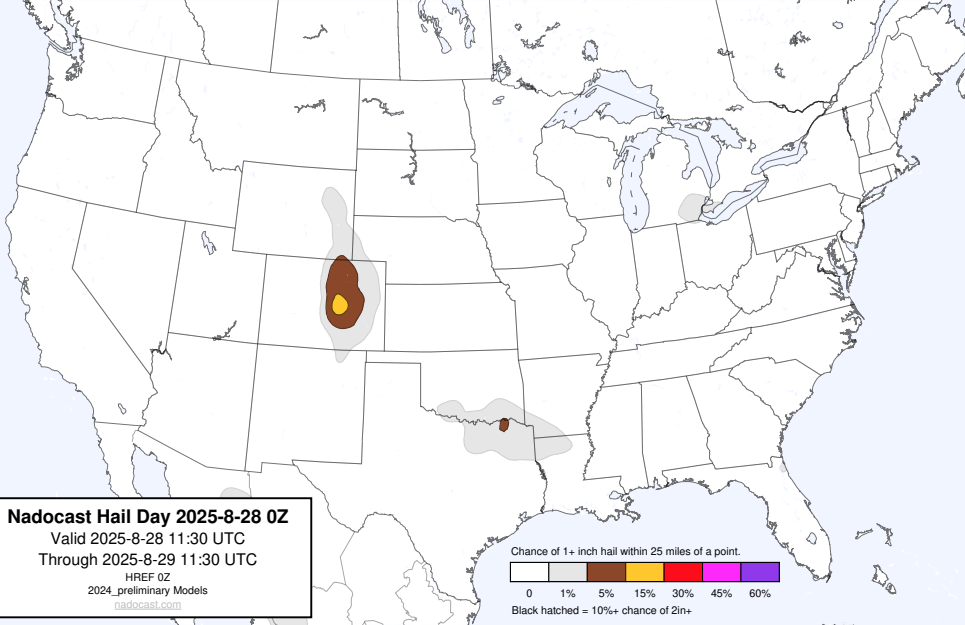 Nadocast Hail Day 2025-8-28 0Z
Valid 2025-8-28 11:30 UTC
Through 2025-8-29 11:30 UTC
HREF 0Z
2024_preliminary Models
nadocast.com
Chance of 1+ inch hail within 25 miles of a point.
0 1% 5% 15% 30% 45% 60%
Black hatched = 10%+ chance of 2in+